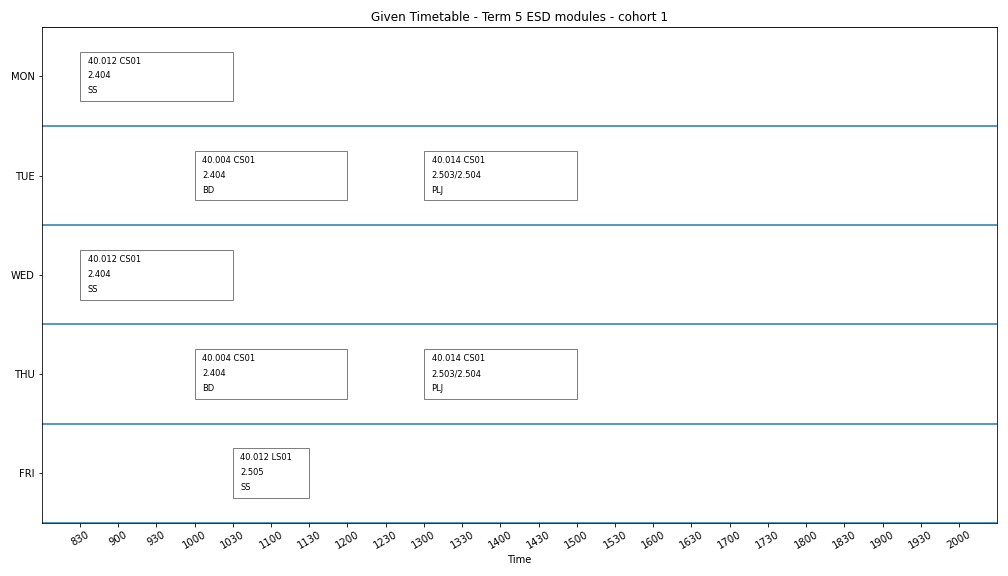 Given Timetable - Term 5 ESD modules - cohort 1
MON
40.012 CS01
2.404
SS
TUE
40.004 CS01
2.404
BD
40.014 CS01
2.503/2.504
PLJ
WED
40.012 CS01
2.404
SS
THU
40.004 CS01
2.404
BD
40.014 CS01
2.503/2.504
PLJ
FRI
40.012 LS01
2.505
SS
830 900 930 1000 1030 1100 1130 1200 1230 1300 1330 1400 1430 1500 1530 1600 1630 1700 1730 1800 1830 1900 1930 2000
Time